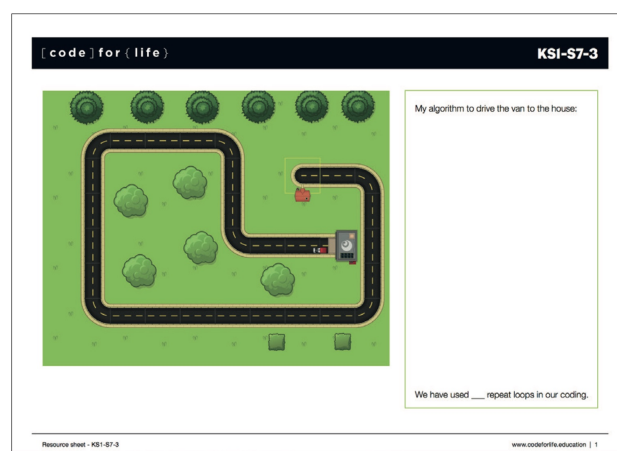 [code]for{life}
KS1-S7-3
My algorithm to drive the van to the house:
We have used ___ repeat loops in our coding.
Resource sheet - KS1-S7-3
www.codeforlife.education | 1